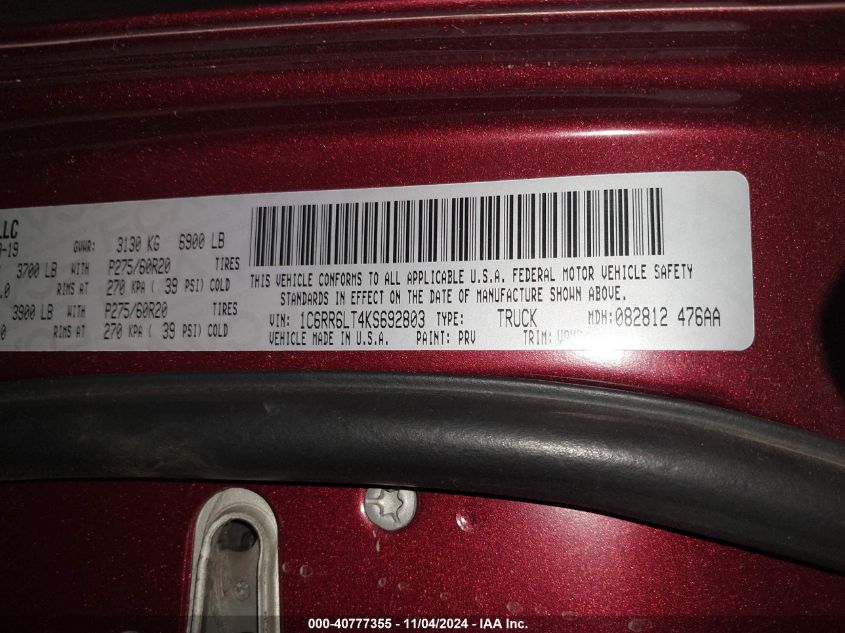 LLC
-19 GVWR: 3130 KG 6900 LB
3700 LB WITH P275/60R20 TIRES
.0 RIMS AT 270 KPA ( 39 PSI) COLD
3900 LB WITH P275/60R20 TIRES
0 RIMS AT 270 KPA ( 39 PSI) COLD
THIS VEHICLE CONFORMS TO ALL APPLICABLE U.S.A. FEDERAL MOTOR VEHICLE SAFETY
STANDARDS IN EFFECT ON THE DATE OF MANUFACTURE SHOWN ABOVE.
VIN: 1C6RR6LT4KS692803 TYPE: TRUCK MDH: 082812 476AA
VEHICLE MADE IN U.S.A. PAINT: PRV TRIM:
000-40777355 - 11/04/2024 - IAA Inc.